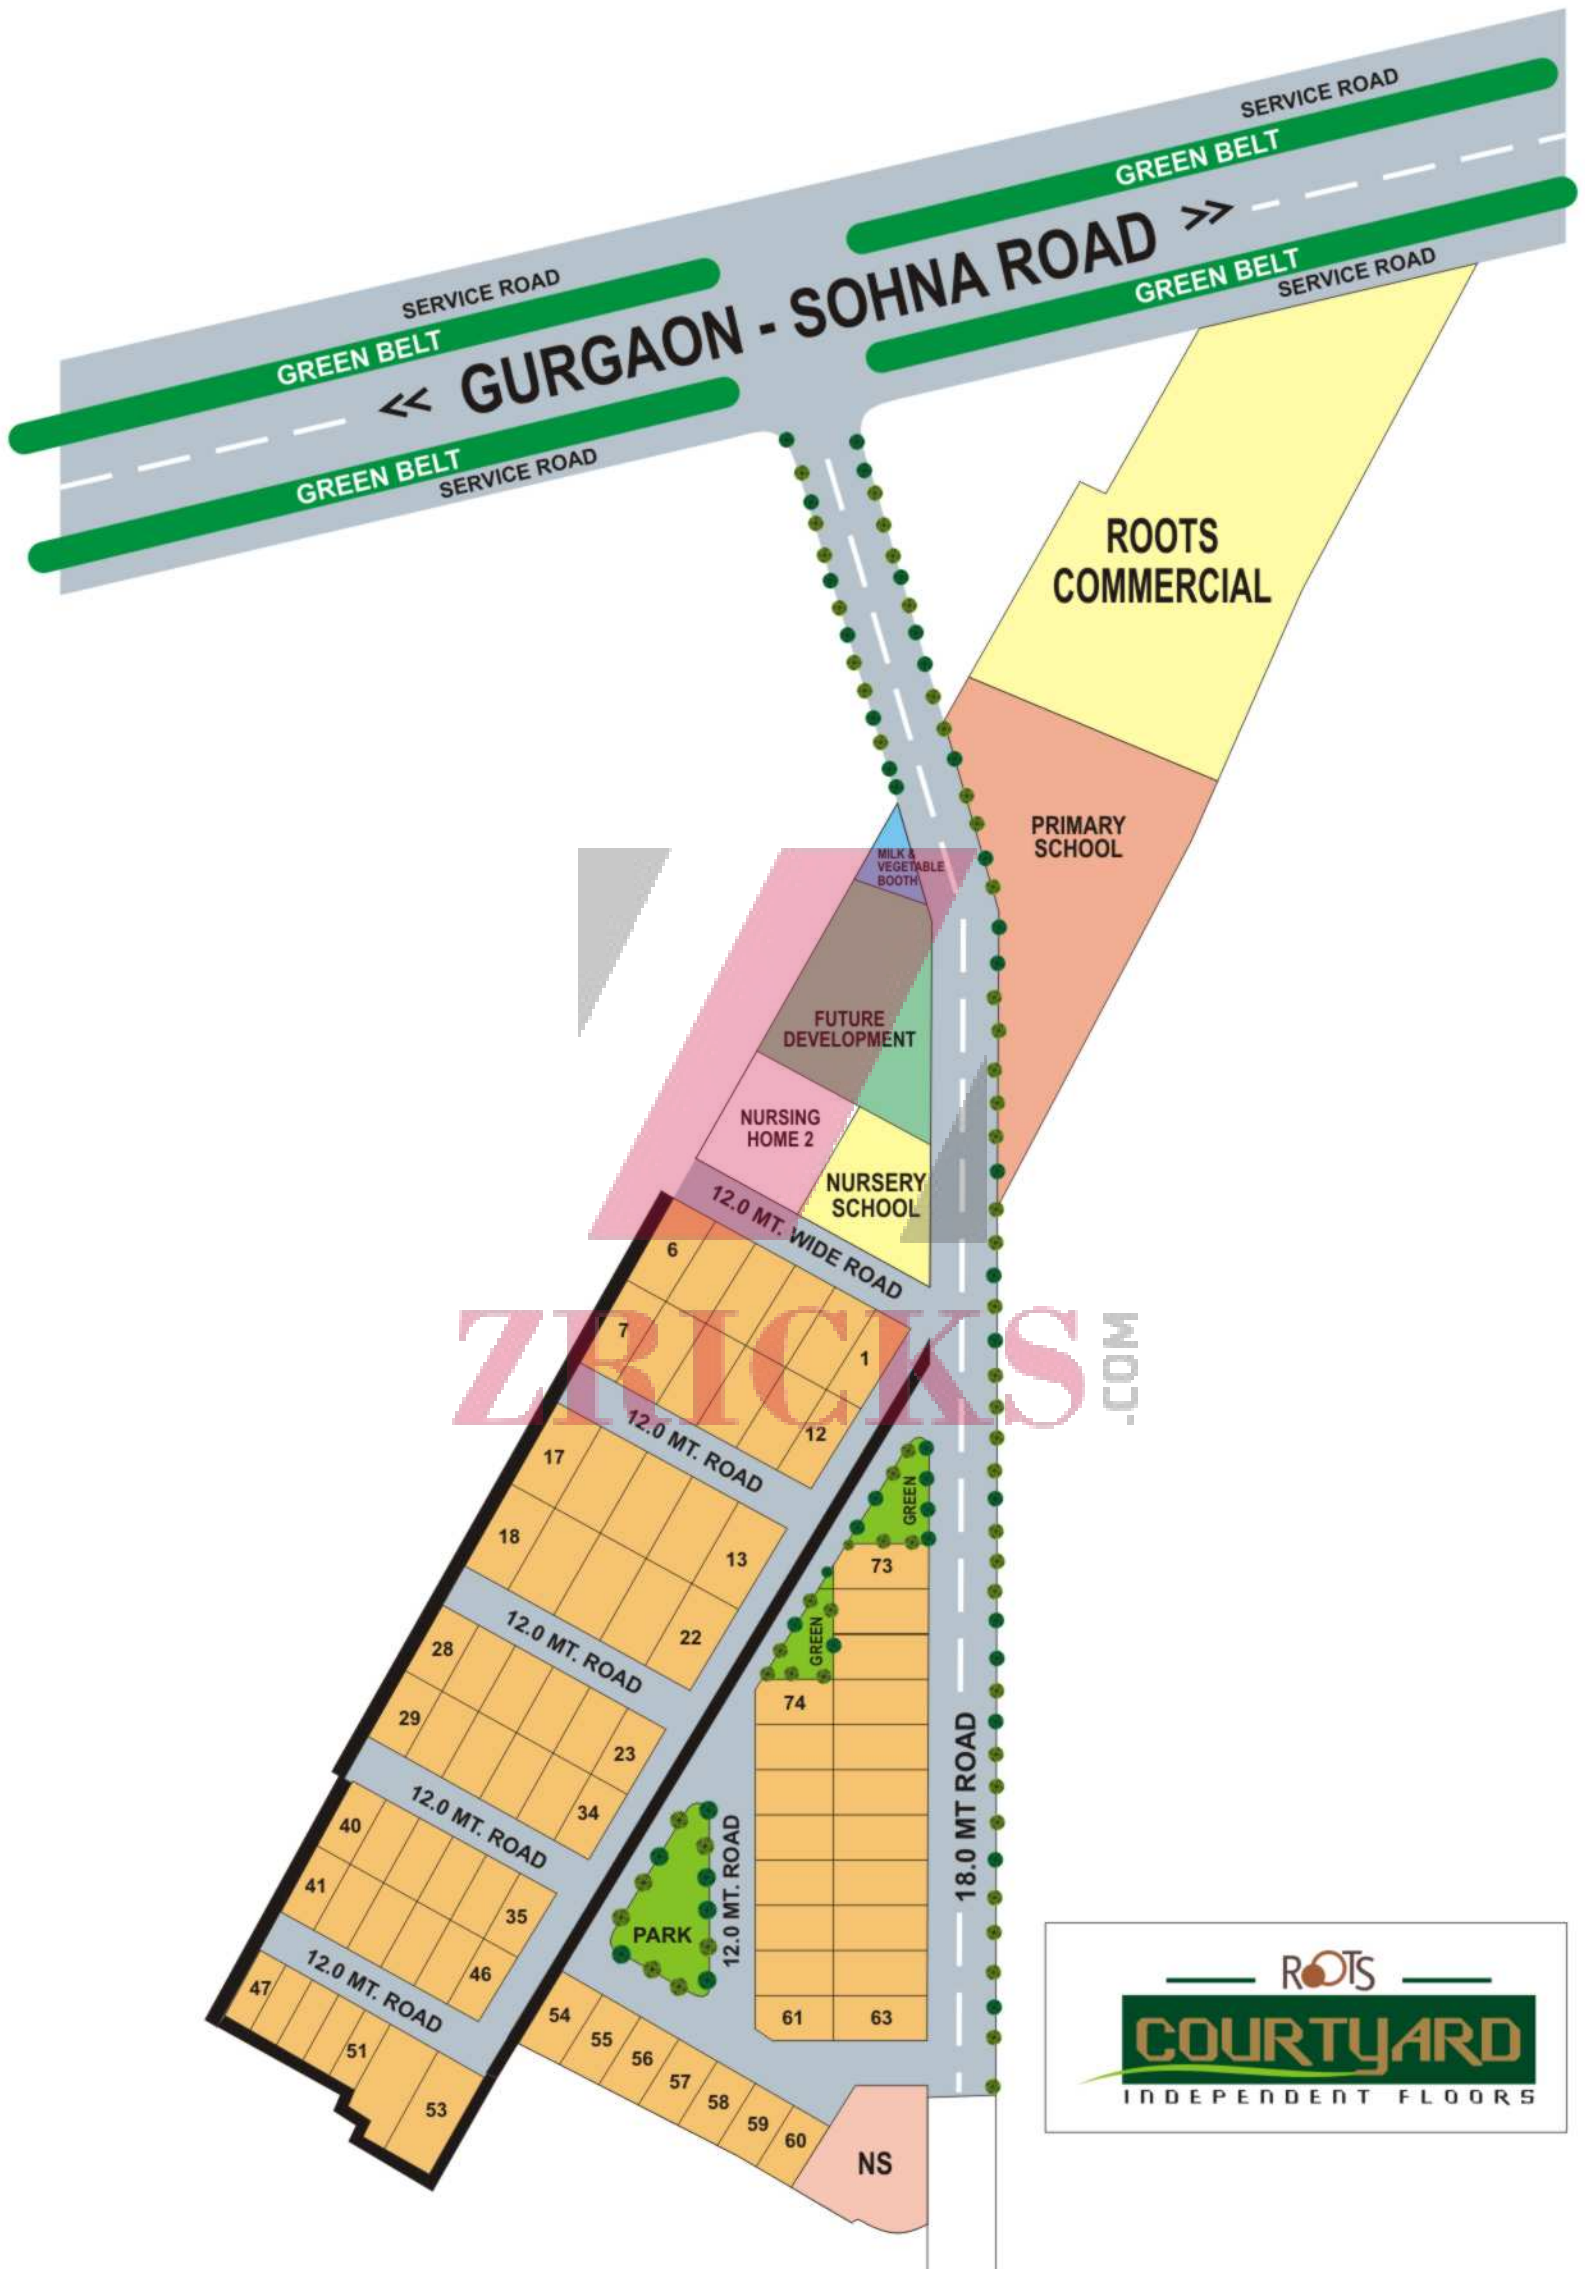 SERVICE ROAD
GREEN BELT
<< GURGAON - SOHNA ROAD >>
SERVICE ROAD
GREEN BELT
GREEN BELT
SERVICE ROAD
GREEN BELT
SERVICE ROAD
ROOTS
COMMERCIAL
PRIMARY
SCHOOL
MILK &
VEGETABLE
BOOTH
FUTURE
DEVELOPMENT
NURSING
HOME 2
NURSERY
SCHOOL
12.0 MT. WIDE ROAD
6
7
1
12
ZRICKS
.COM
12.0 MT. ROAD
17
18
13
22
GREEN
73
GREEN
74
12.0 MT. ROAD
28
29
23
34
12.0 MT. ROAD
40
41
35
46
PARK
12.0 MT. ROAD
18.0 MT ROAD
12.0 MT. ROAD
47
51
53
54
55
56
57
58
59
60
61
63
NS
ROOTS
COURTYARD
INDEPENDENT FLOORS